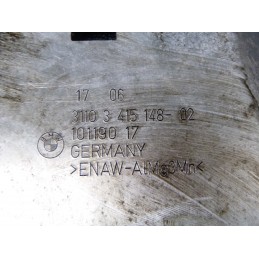 17 06
3110 3 415 148- 02
101190 17
GERMANY
>ENAW-AlMg3Mn<